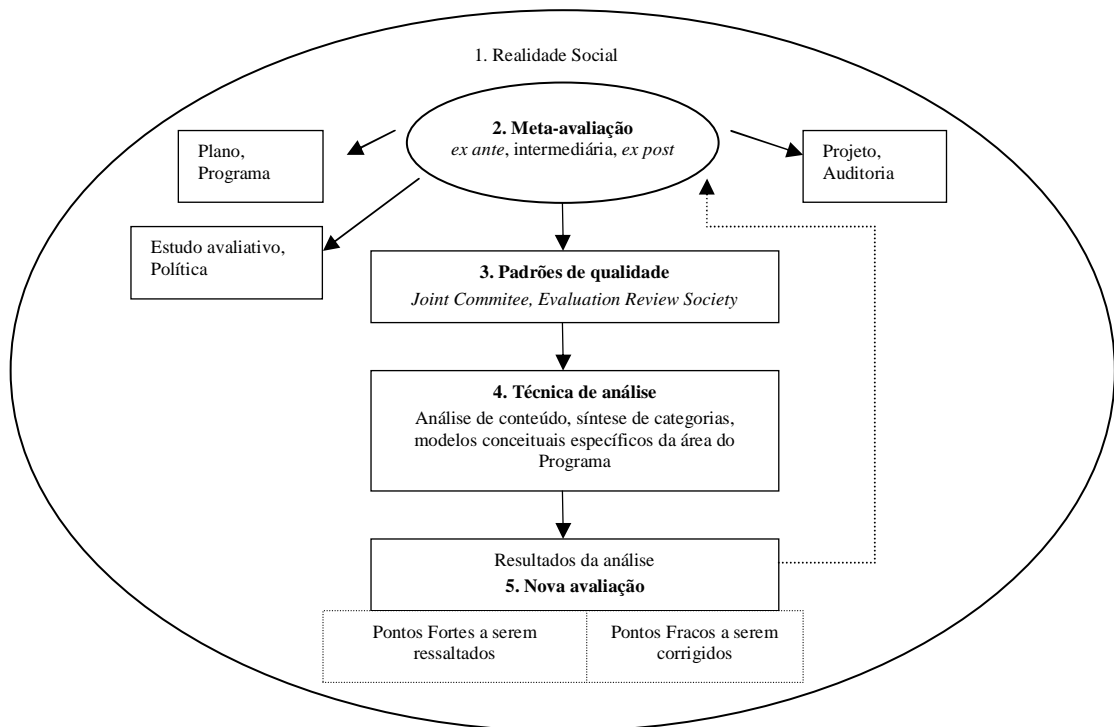 1. Realidade Social
2. Meta-avaliação
ex ante, intermediária, ex post
Plano,
Programa
Projeto,
Auditoria
Estudo avaliativo,
Política
3. Padrões de qualidade
Joint Commitee, Evaluation Review Society
4. Técnica de análise
Análise de conteúdo, síntese de categorias,
modelos conceituais específicos da área do
Programa
Resultados da análise
5. Nova avaliação
Pontos Fortes a serem
ressaltados
Pontos Fracos a serem
corrigidos